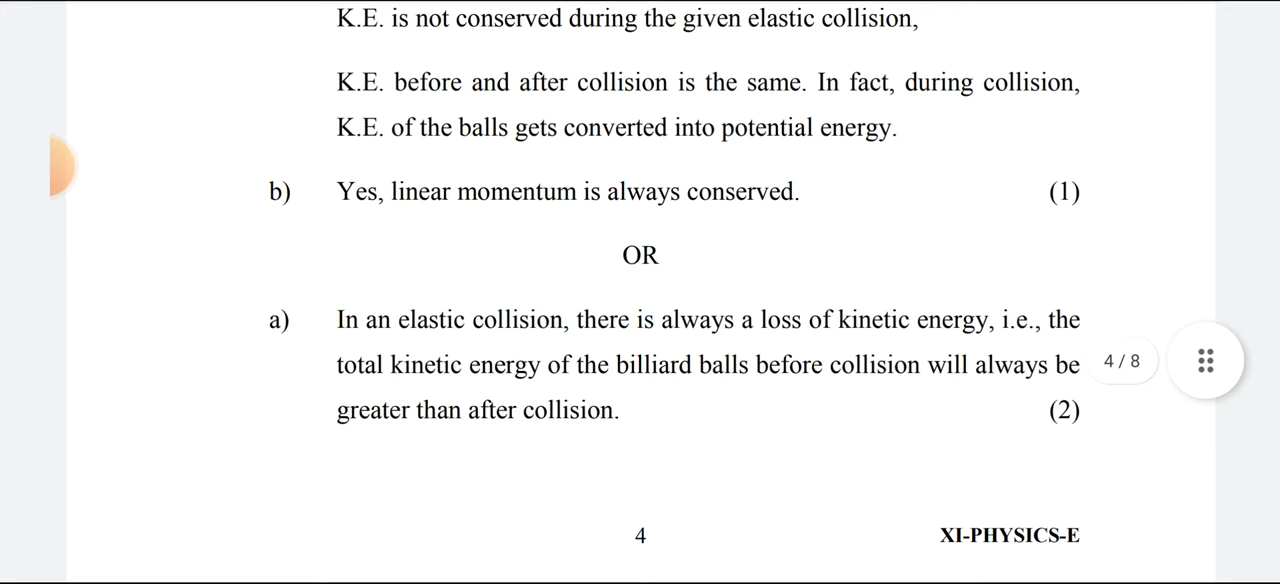 K.E. is not conserved during the given elastic collision,
K.E. before and after collision is the same. In fact, during collision,
K.E. of the balls gets converted into potential energy.
b) Yes, linear momentum is always conserved. (1)
OR
a) In an elastic collision, there is always a loss of kinetic energy, i.e., the
total kinetic energy of the billiard balls before collision will always be
greater than after collision. (2)
4 / 8
4 XI-PHYSICS-E